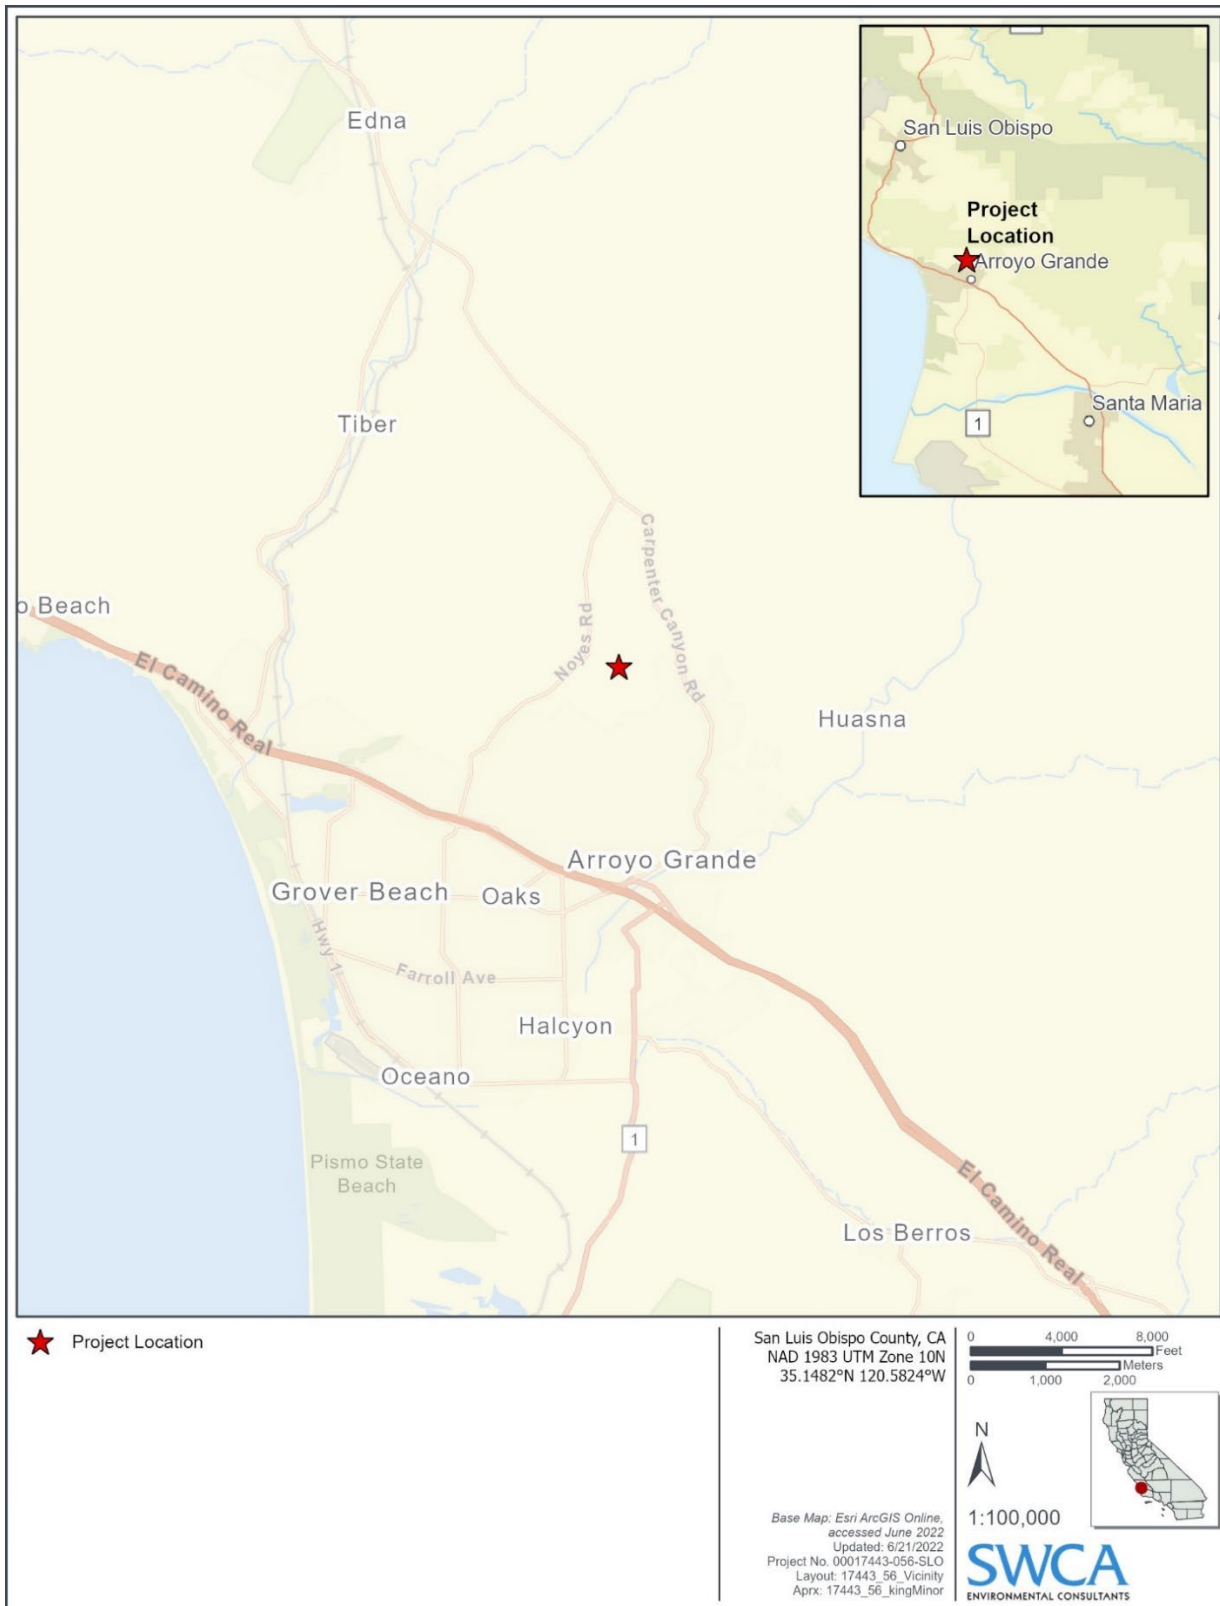 Edna
San Luis Obispo
Project
Location
Arroyo Grande
Santa Maria
1
Tiber
Carpenter Canyon Rd
Noyes Rd
o Beach
El Camino Real
Huasna
Arroyo Grande
Grover Beach
Oaks
Hwy 1
Farroll Ave
Halcyon
Oceano
1
Pismo State
Beach
El Camino Real
Los Berros
Project Location
San Luis Obispo County, CA
NAD 1983 UTM Zone 10N
35.1482°N 120.5824°W
0 4,000 8,000
Feet
Meters
0 1,000 2,000
N
1:100,000
Base Map: Esri ArcGIS Online,
accessed June 2022
Updated: 6/21/2022
Project No. 00017443-056-SLO
Layout: 17443_56_Vicinity
Aprx: 17443_56_kingMinor
SWCA
ENVIRONMENTAL CONSULTANTS